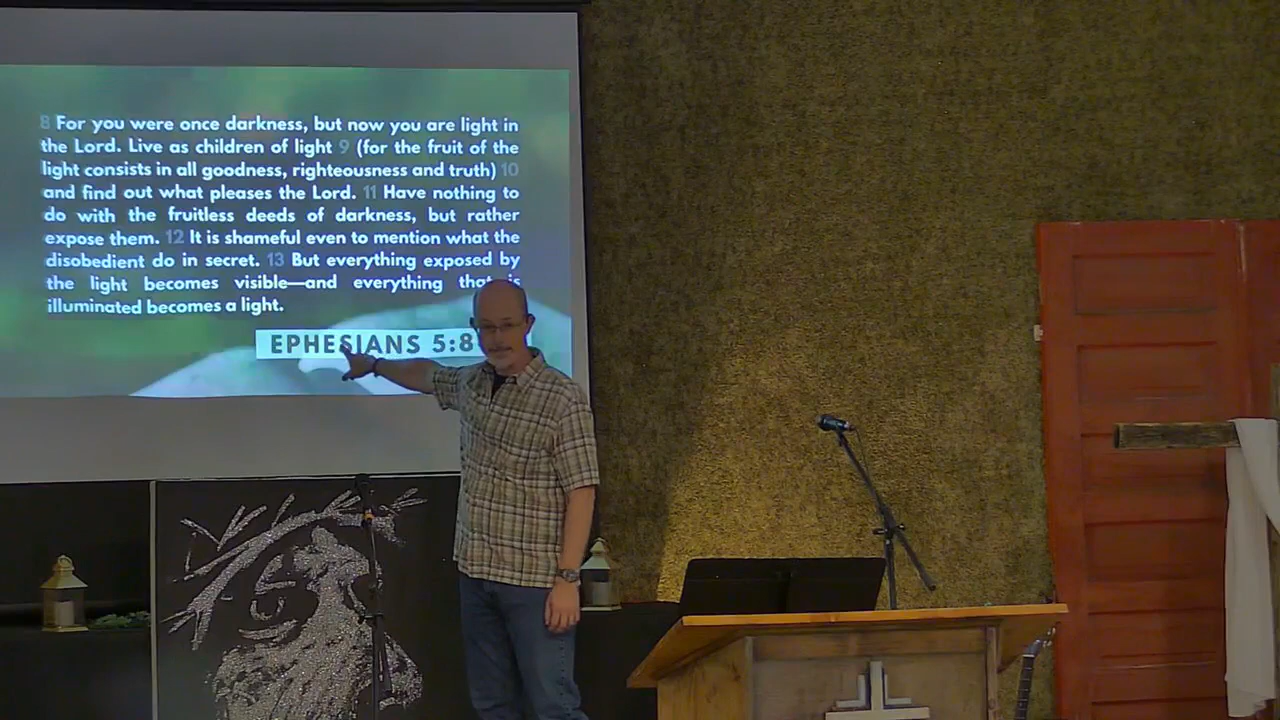 8 For you were once darkness, but now you are light in
the Lord. Live as children of light 9 (for the fruit of the
light consists in all goodness, righteousness and truth) 10
and find out what pleases the Lord. 11 Have nothing to
do with the fruitless deeds of darkness, but rather
expose them. 12 It is shameful even to mention what the
disobedient do in secret. 13 But everything exposed by
the light becomes visible—and everything that is
illuminated becomes a light.
EPHESIANS 5:8